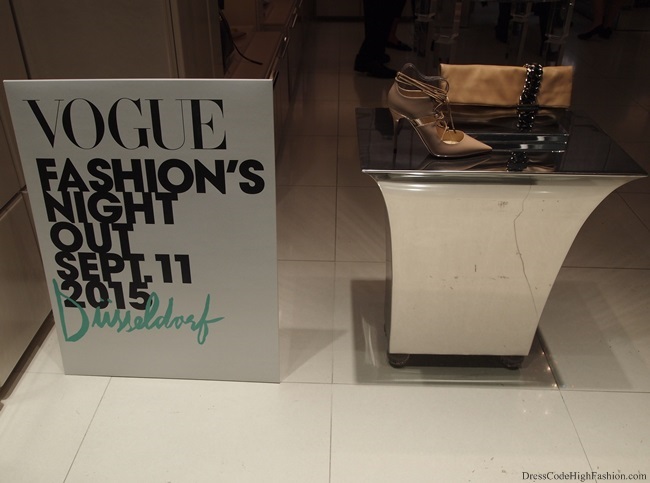 VOGUE
FASHION'S
NIGHT
OUT
SEPT.11
2015
Düsseldorf
DressCodeHighFashion.com